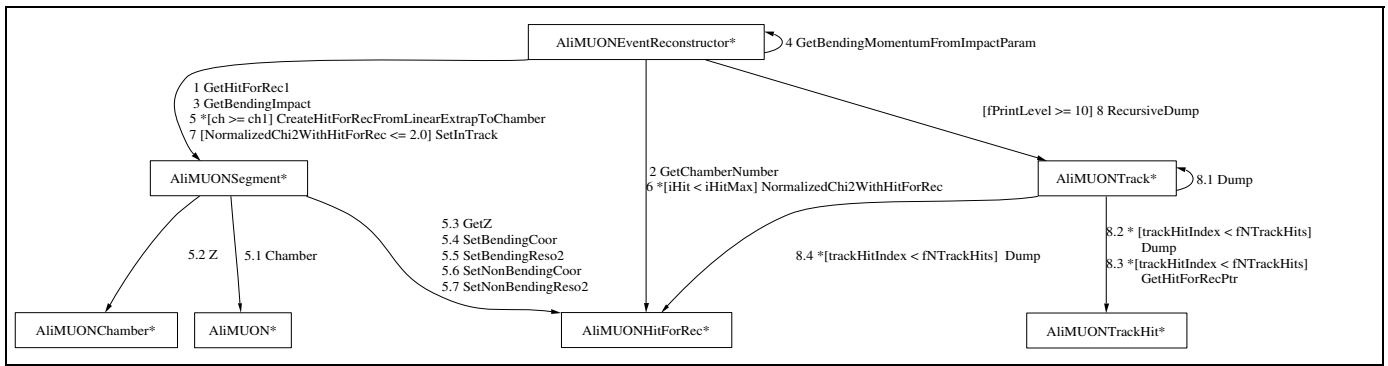 AliMUONEventReconstructor*
4 GetBendingMomentumFromImpactParam
1 GetHitForRec1
3 GetBendingImpact
5 *[ch >= ch1] CreateHitForRecFromLinearExtrapToChamber
7 [NormalizedChi2WithHitForRec <= 2.0] SetInTrack
[fPrintLevel >= 10] 8 RecursiveDump
2 GetChamberNumber
6 *[iHit < iHitMax] NormalizedChi2WithHitForRec
AliMUONSegment*
AliMUONTrack*
8.1 Dump
5.2 Z
5.1 Chamber
5.3 GetZ
5.4 SetBendingCoor
5.5 SetBendingReso2
5.6 SetNonBendingCoor
5.7 SetNonBendingReso2
8.4 *[trackHitIndex < fNTrackHits] Dump
8.2 * [trackHitIndex < fNTrackHits]
Dump
8.3 *[trackHitIndex < fNTrackHits]
GetHitForRecPtr
AliMUONChamber*
AliMUON*
AliMUONHitForRec*
AliMUONTrackHit*